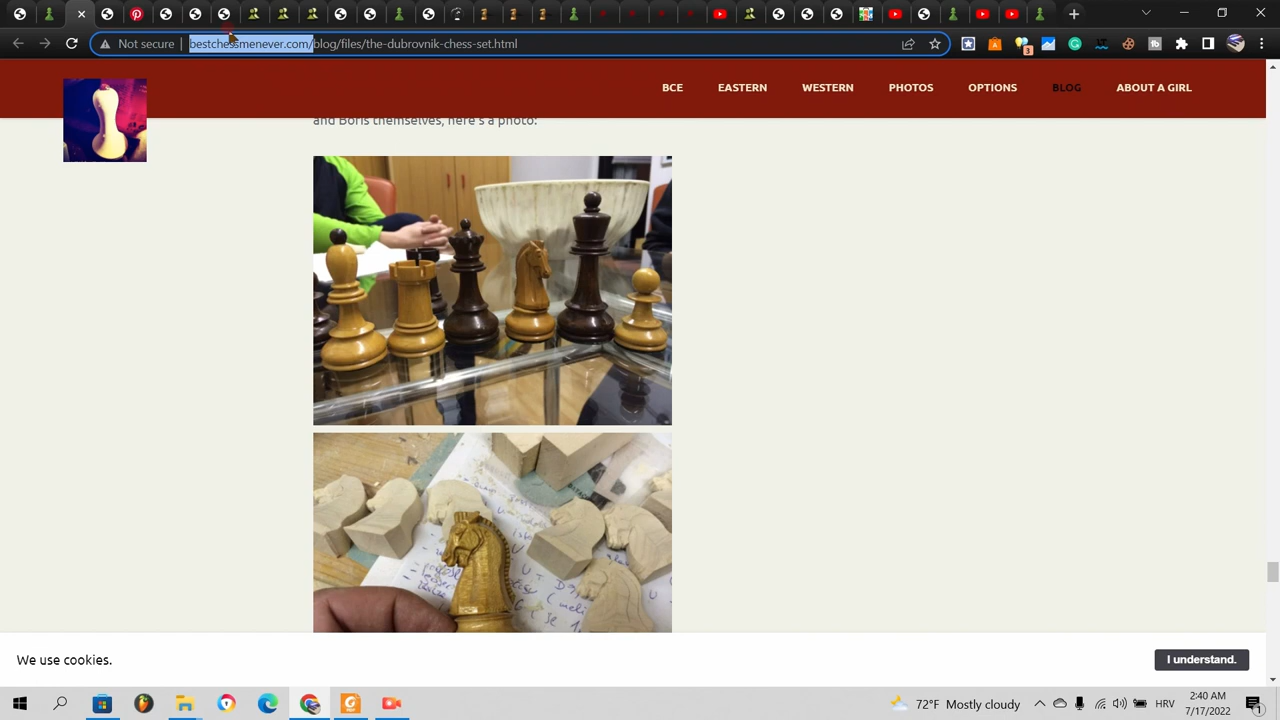 Not secure | bestchessmenever.com/blog/files/the-dubrovnik-chess-set.html
3
BCE EASTERN WESTERN PHOTOS OPTIONS BLOG ABOUT A GIRL
and Boris themselves, here's a photo:
We use cookies.
I understand.
72°F Mostly cloudy
HRV
2:40 AM
7/17/2022
1